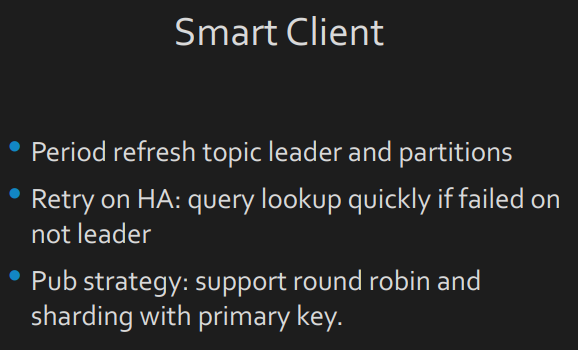 Smart Client
• Period refresh topic leader and partitions
• Retry on HA: query lookup quickly if failed on
not leader
• Pub strategy: support round robin and
sharding with primary key.